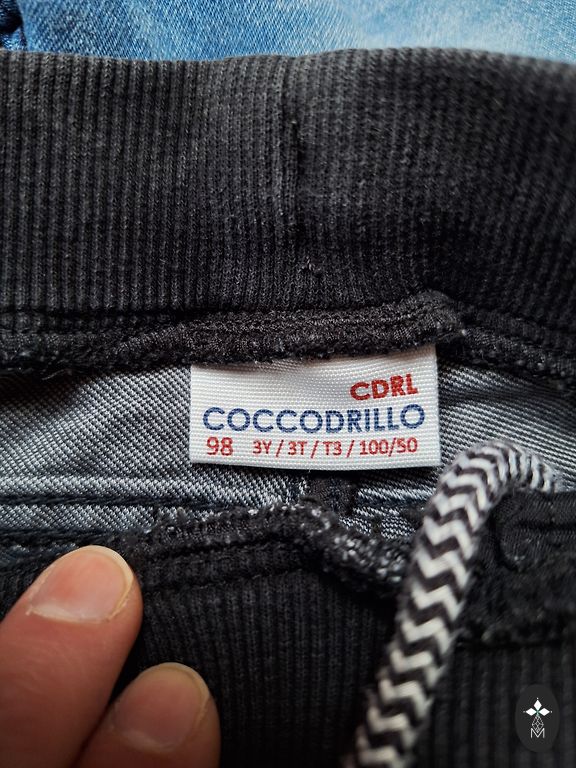 CDRL
COCCODRILLO
98 3Y / 3T / T3 / 100/50
M